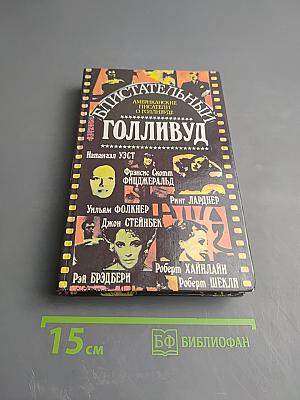 БЛИСТАТЕЛЬНЫЙ
АМЕРИКАНСКИЕ
ПИСАТЕЛИ
О ГОЛЛИВУДЕ
ГОЛЛИВУД
Натаниэл УЭСТ
Фрэнсис Скотт
ФИЦДЖЕРАЛЬД
Ринг ЛАРДНЕР
Уильям ФОЛКНЕР
Джон СТЕЙНБЕК
Рэй БРЭДБЕРИ
Роберт ХАЙНЛАЙН
Роберт ШЕКЛИ
15 см
БФ БИБЛИОФАН